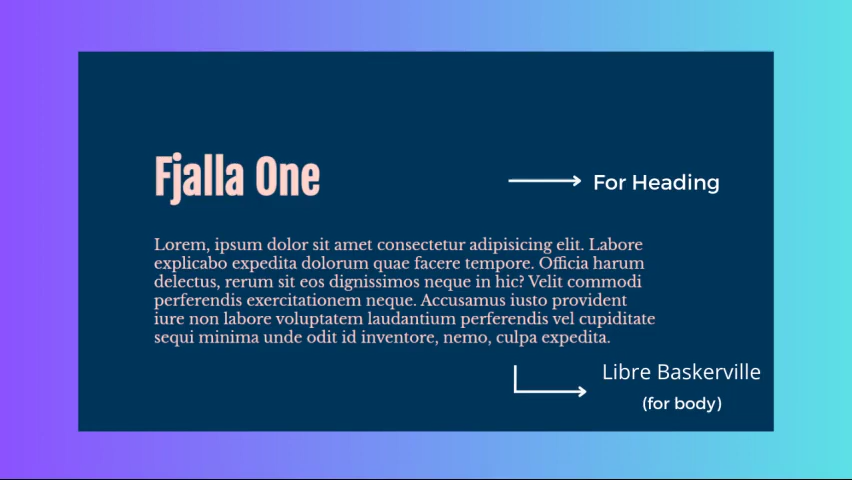 Fjalla One
For Heading
Lorem, ipsum dolor sit amet consectetur adipisicing elit. Labore
explicabo expedita dolorum quae facere tempore. Officia harum
delectus, rerum sit eos dignissimos neque in hic? Velit commodi
perferendis exercitationem neque. Accusamus iusto provident
iure non labore voluptatem laudantium perferendis vel cupiditate
sequi minima unde odit id inventore, nemo, culpa expedita.
Libre Baskerville
(for body)